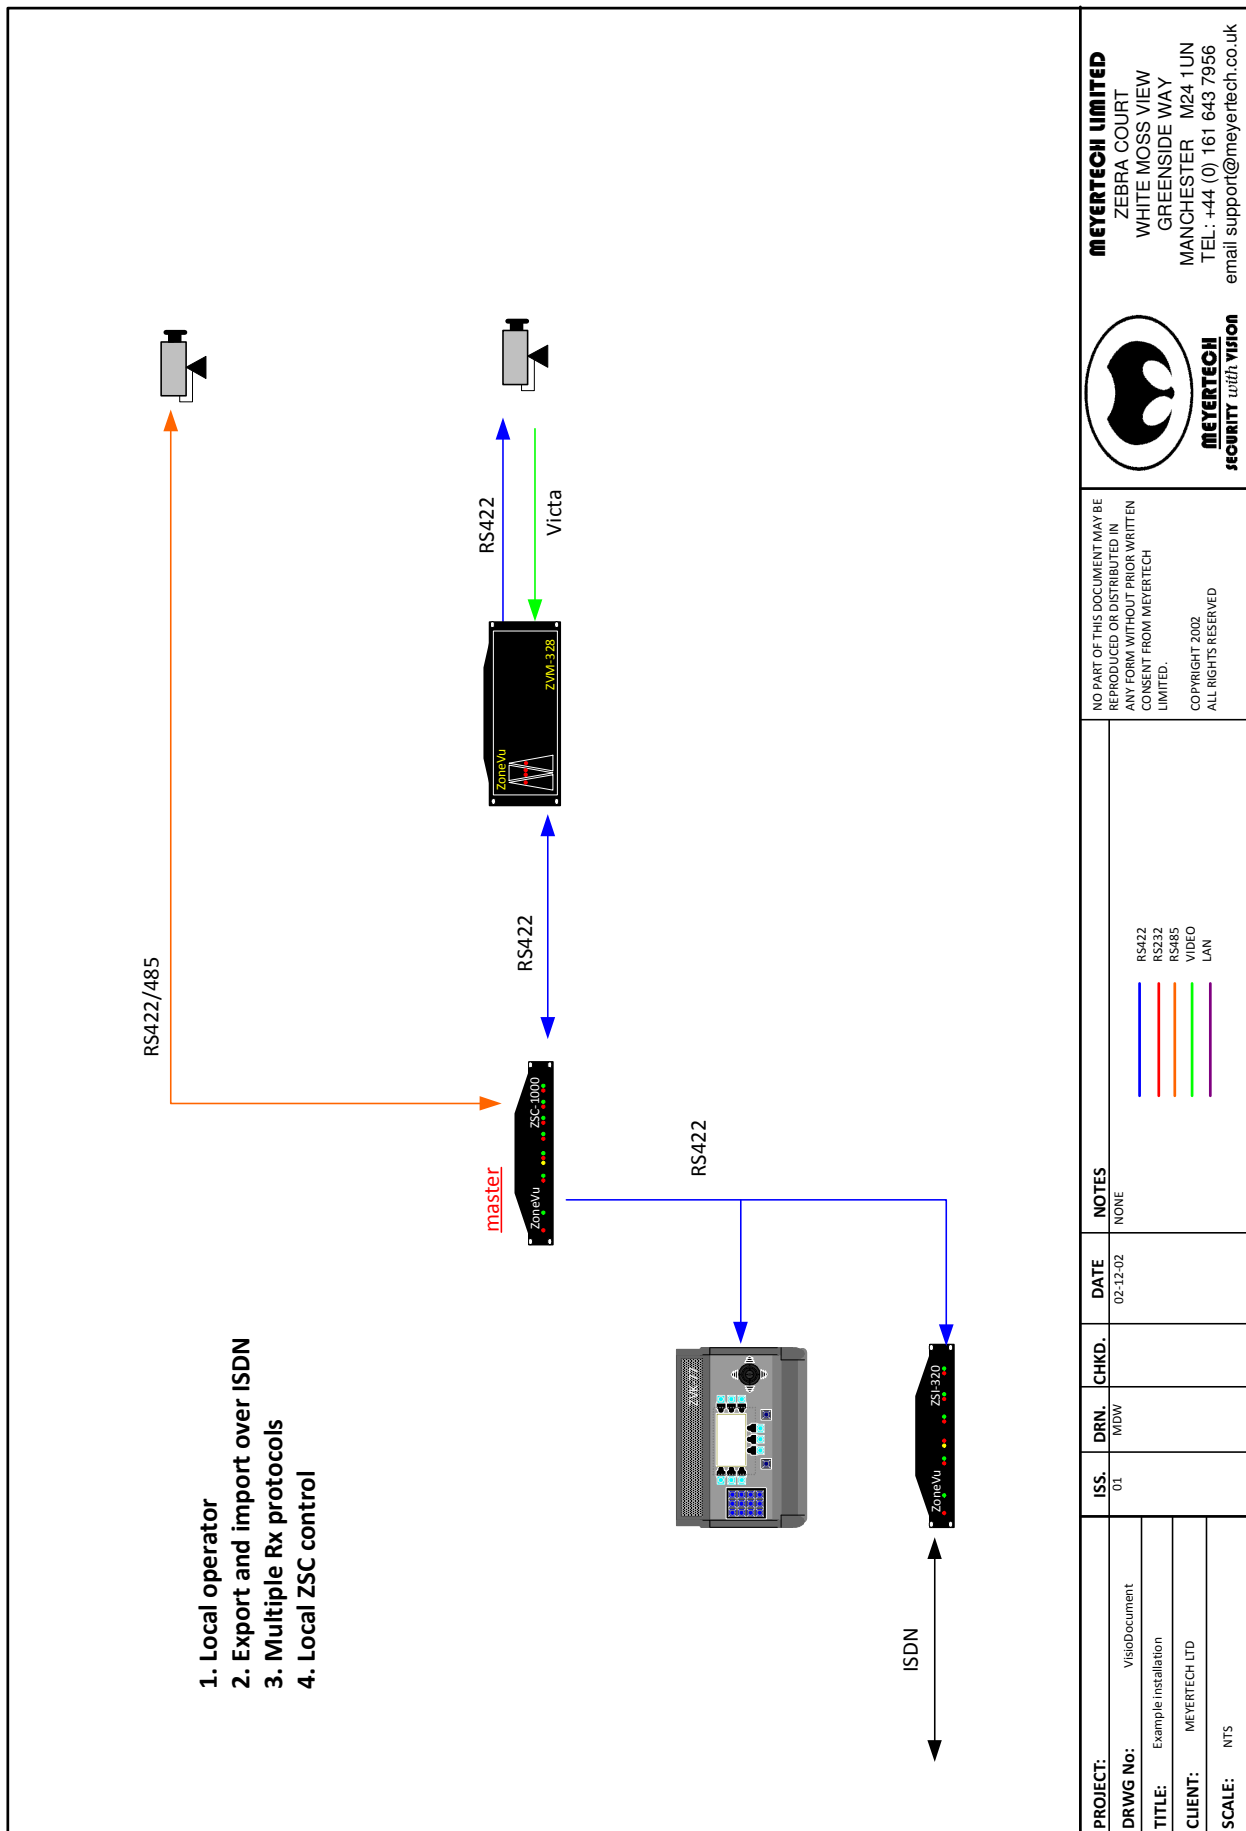 1. Local operator
2. Export and import over ISDN
3. Multiple Rx protocols
4. Local ZSC control
RS422/485
master
ZoneVu
ZSC-1000
RS422
ZoneVu
ZVM-328
RS422
Victa
RS422
ZVK-77
ZoneVu
ZSI-320
ISDN
PROJECT:
DRWG No: VisioDocument
TITLE: Example installation
CLIENT: MEYERTECH LTD
SCALE: NTS
ISS. DRN. CHKD. DATE NOTES
01 MDW 02-12-02 NONE
RS422
RS232
RS485
VIDEO
LAN
NO PART OF THIS DOCUMENT MAY BE
REPRODUCED OR DISTRIBUTED IN
ANY FORM WITHOUT PRIOR WRITTEN
CONSENT FROM MEYERTECH
LIMITED.
COPYRIGHT 2002
ALL RIGHTS RESERVED
MEYERTECH
SECURITY with VISION
MEYERTECH LIMITED
ZEBRA COURT
WHITE MOSS VIEW
GREENSIDE WAY
MANCHESTER M24 1UN
TEL: +44 (0) 161 643 7956
email support@meyertech.co.uk